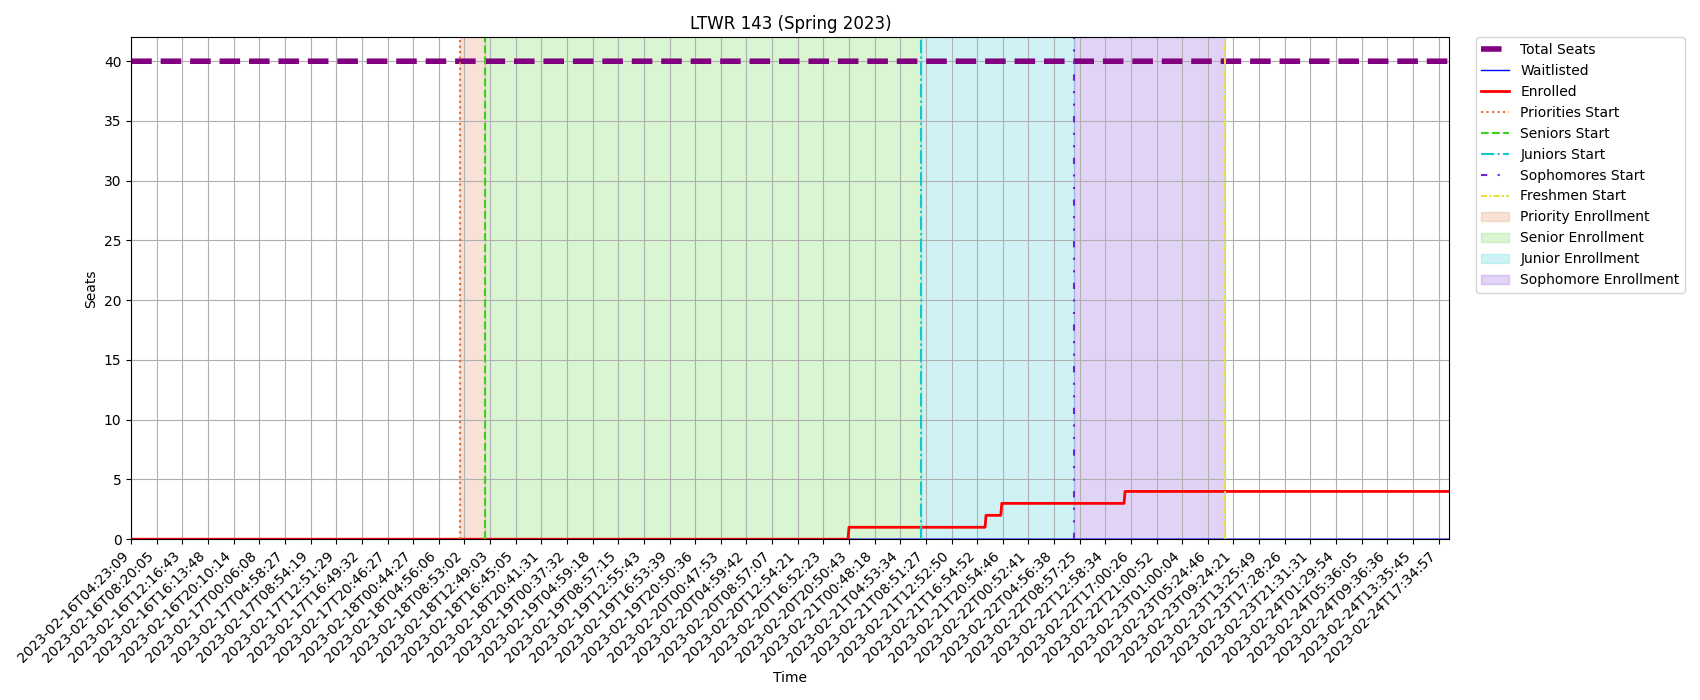 LTWR 143 (Spring 2023)
Seats
40
35
30
25
20
15
10
5
0
Total Seats
Waitlisted
Enrolled
Priorities Start
Seniors Start
Juniors Start
Sophomores Start
Freshmen Start
Priority Enrollment
Senior Enrollment
Junior Enrollment
Sophomore Enrollment
2023-02-16T04:23:09
2023-02-16T08:20:05
2023-02-16T12:16:43
2023-02-16T16:13:48
2023-02-16T20:10:14
2023-02-17T00:06:08
2023-02-17T04:58:27
2023-02-17T08:54:19
2023-02-17T12:51:29
2023-02-17T16:49:32
2023-02-17T20:46:27
2023-02-18T00:44:27
2023-02-18T04:56:06
2023-02-18T08:53:02
2023-02-18T12:49:03
2023-02-18T16:45:05
2023-02-18T20:41:31
2023-02-19T00:37:32
2023-02-19T04:59:18
2023-02-19T08:57:15
2023-02-19T12:55:43
2023-02-19T16:53:39
2023-02-19T20:50:36
2023-02-20T00:47:53
2023-02-20T04:59:42
2023-02-20T08:57:07
2023-02-20T12:54:21
2023-02-20T16:52:23
2023-02-20T20:50:43
2023-02-21T00:48:18
2023-02-21T04:53:34
2023-02-21T08:51:27
2023-02-21T12:52:50
2023-02-21T16:54:52
2023-02-21T20:54:46
2023-02-22T00:52:41
2023-02-22T04:56:38
2023-02-22T08:57:25
2023-02-22T12:58:34
2023-02-22T17:00:26
2023-02-22T21:00:52
2023-02-23T01:00:04
2023-02-23T05:24:46
2023-02-23T09:24:21
2023-02-23T13:25:49
2023-02-23T17:28:26
2023-02-23T21:31:31
2023-02-24T01:29:54
2023-02-24T05:36:05
2023-02-24T09:36:36
2023-02-24T13:35:45
2023-02-24T17:34:57
Time